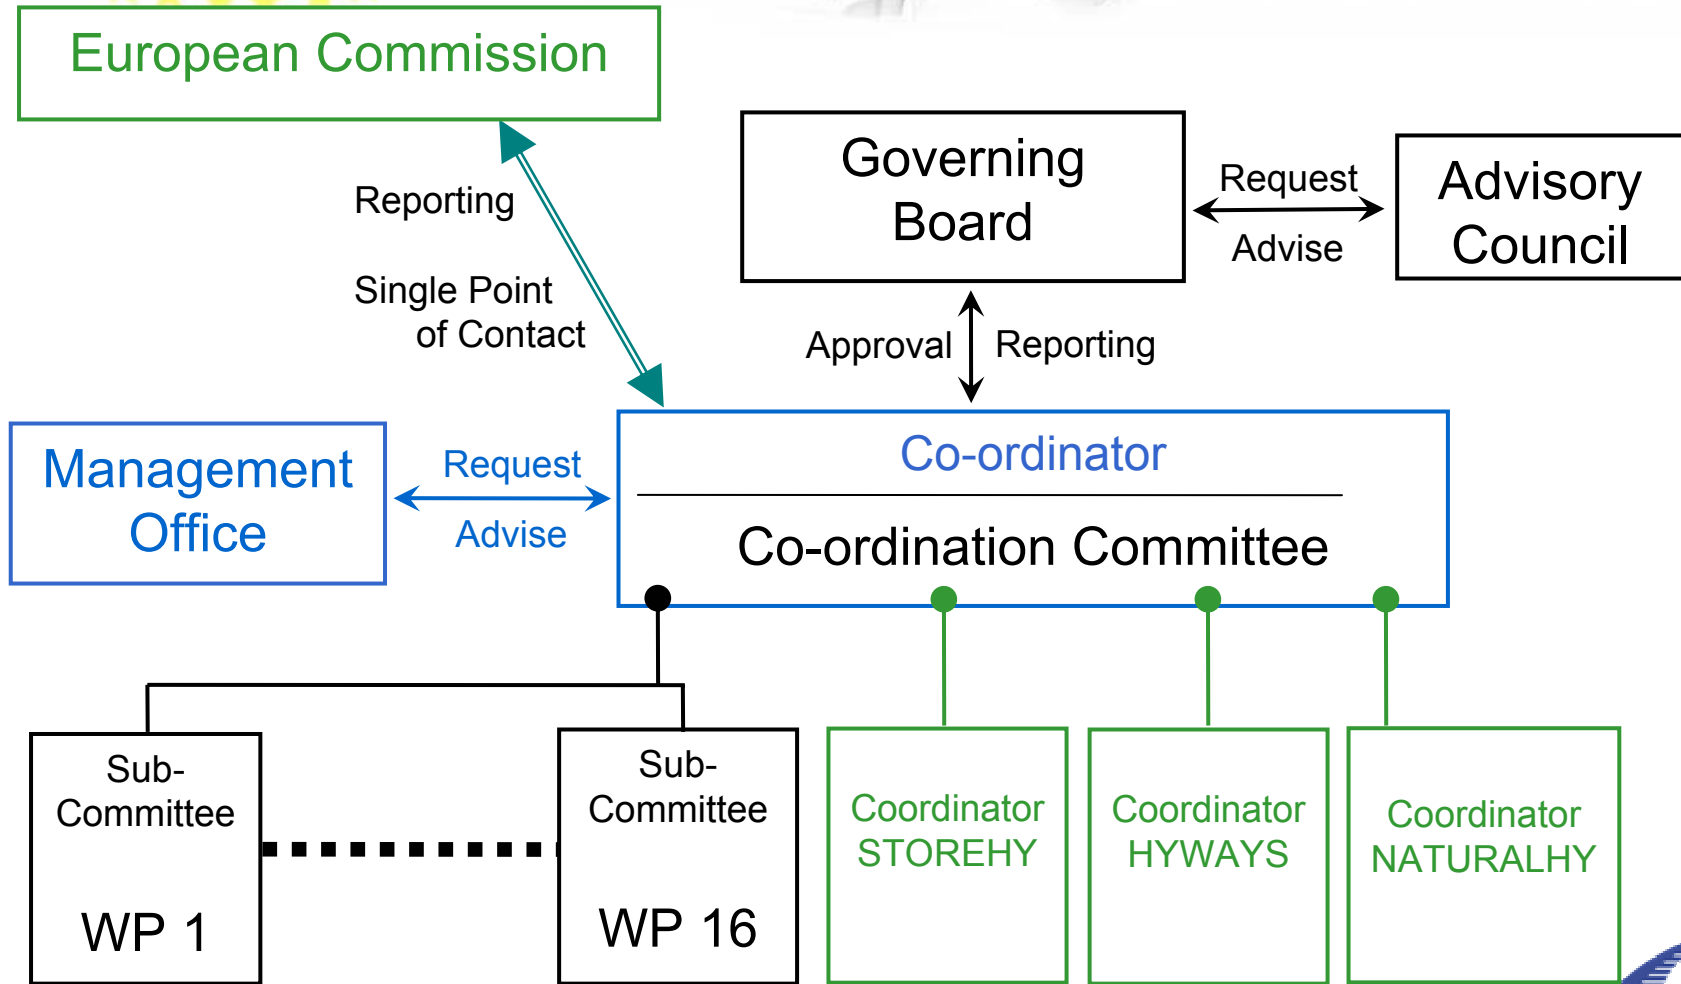 European Commission
Reporting
Single Point
of Contact
Governing
Board
Request
Advise
Advisory
Council
Approval
Reporting
Management
Office
Request
Advise
Co-ordinator
Co-ordination Committee
Sub-
Committee
WP 1
Sub-
Committee
WP 16
Coordinator
STOREHY
Coordinator
HYWAYS
Coordinator
NATURALHY